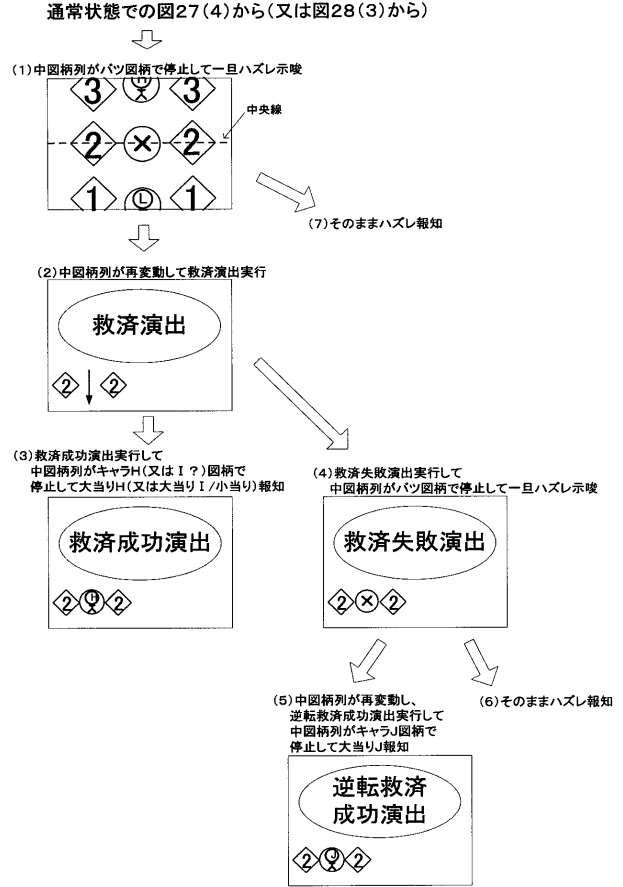 通常状態での図27(4)から(又は図28(3)から)
(1)中図柄列がバツ図柄で停止して一旦ハズレ示唆
3 H 3
中央線
2 × 2
1 L 1
(7)そのままハズレ報知
(2)中図柄列が再変動して救済演出実行
救済演出
2 2
(3)救済成功演出実行して
中図柄列がキャラH(又はI?)図柄で
停止して大当りH(又は大当りI/小当り)報知
救済成功演出
2 H 2
(4)救済失敗演出実行して
中図柄列がバツ図柄で停止して一旦ハズレ示唆
救済失敗演出
2 × 2
(5)中図柄列が再変動し、
逆転救済成功演出実行して
中図柄列がキャラJ図柄で
停止して大当りJ報知
逆転救済
成功演出
2 J 2
(6)そのままハズレ報知